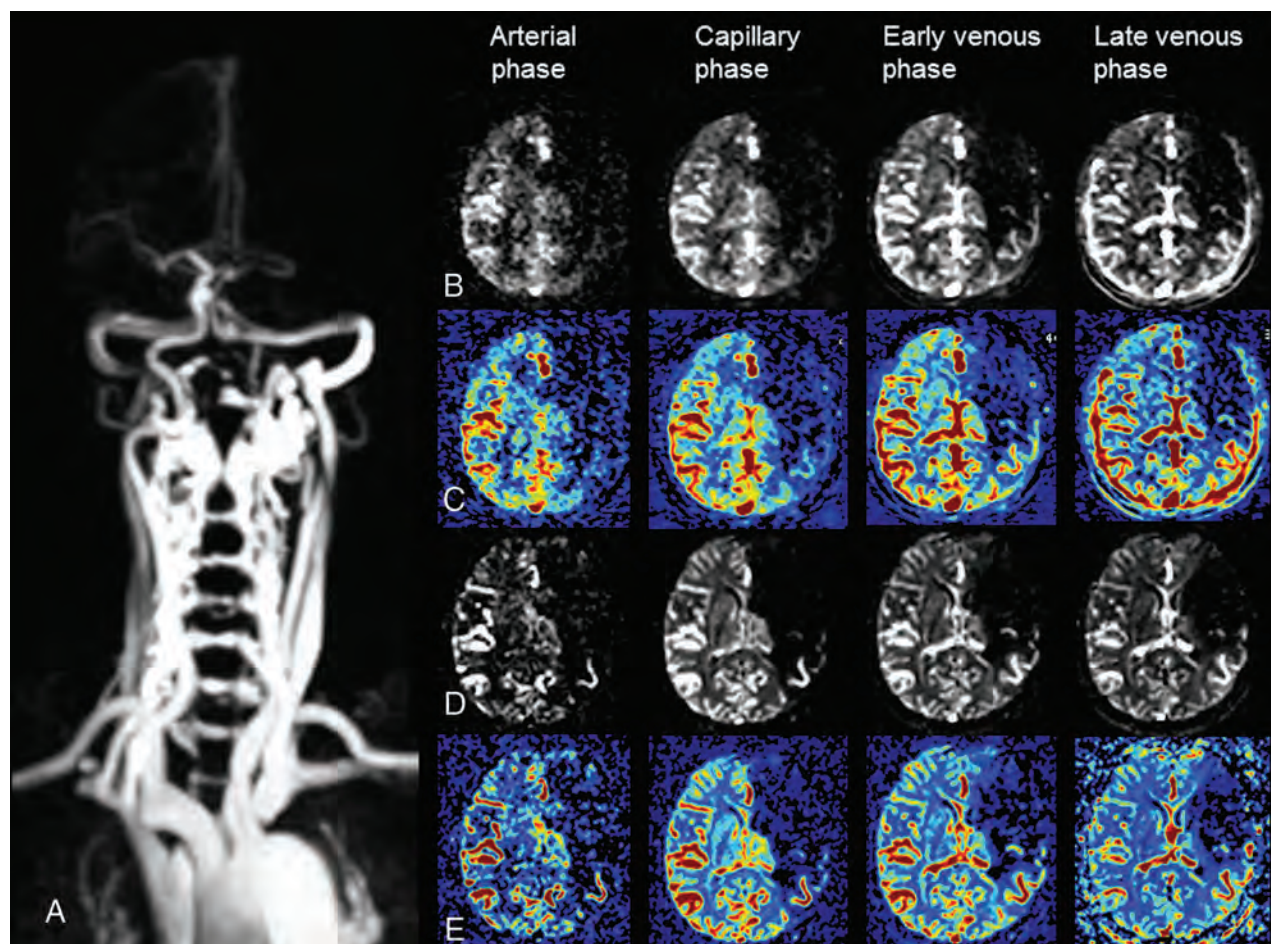 Arterial
phase
Capillary
phase
Early venous
phase
Late venous
phase
A
B
C
D
E